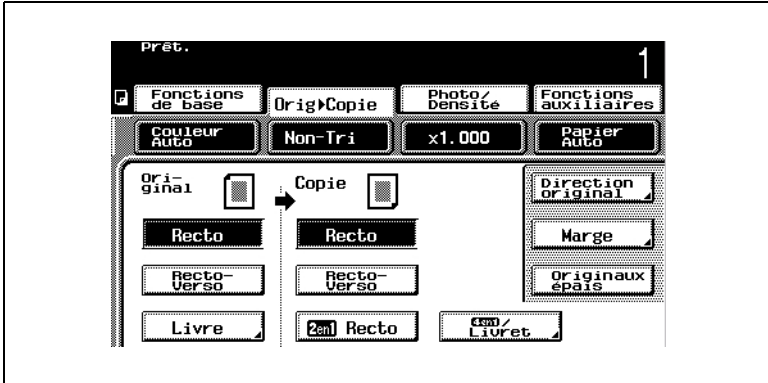 Prêt.
1
Fonctions
de base
Orig▸Copie
Photo/
Densité
Fonctions
auxiliaires
Couleur
Auto
Non-Tri
x1.000
Papier
Auto
Ori-
ginal
Copie
Direction
original
Recto
Recto
Marge
Recto-
Verso
Recto-
Verso
Originaux
épais
Livre
2en1 Recto
4en1/
Livret